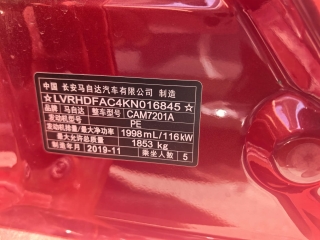 中国 长安马自达汽车有限公司 制造
★LVRHDFAC4KN016845★
品牌 马自达 整车型号 CAM7201A
发动机型号 PE
发动机排量/最大净功率 1998mL/116kW
最大允许总质量 1853 kg
制造年月 2019-11 乘坐人数 5